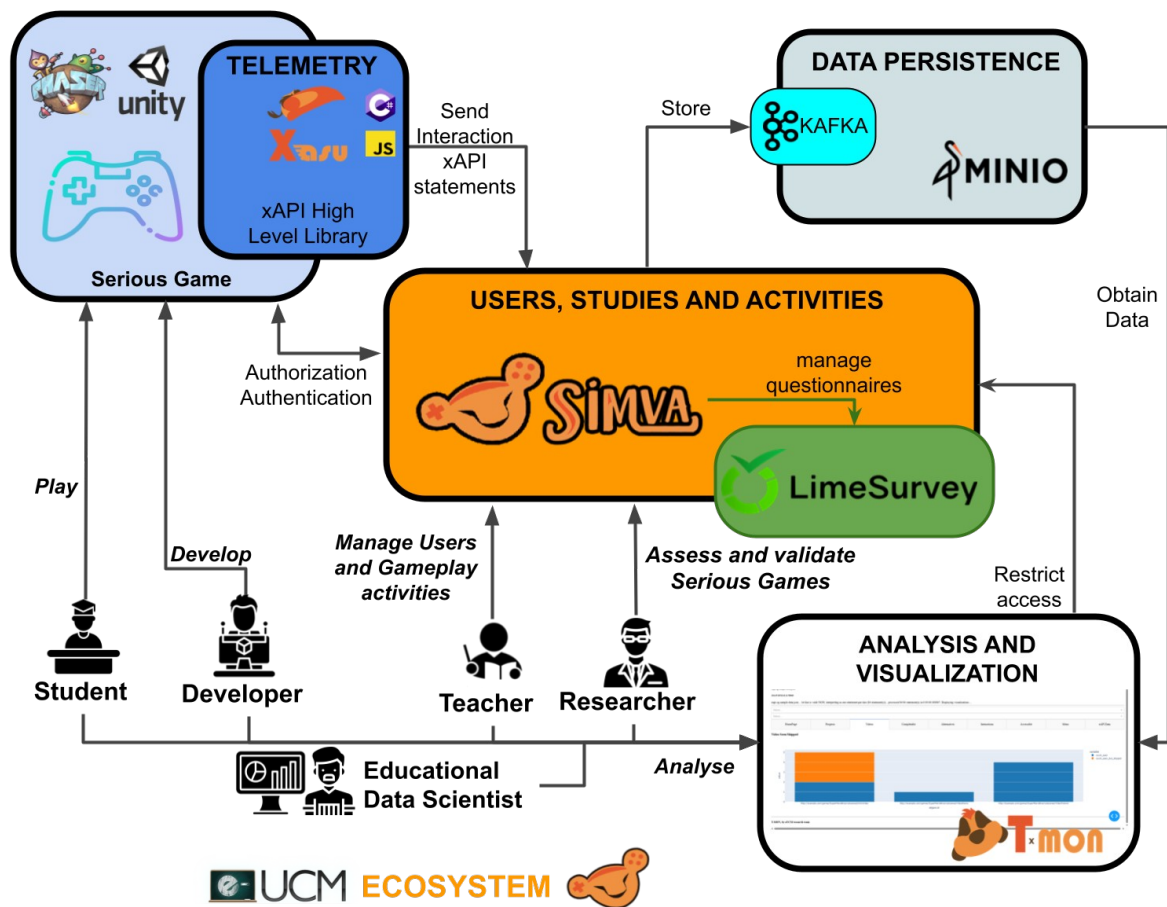 PHASER
unity
TELEMETRY
Xasu
C#
JS
xAPI High
Level Library
Serious Game
Send
Interaction
xAPI
statements
Store
DATA PERSISTENCE
KAFKA
MINIO
Obtain
Data
USERS, STUDIES AND ACTIVITIES
SIMVA
manage
questionnaires
LimeSurvey
Authorization
Authentication
Play
Develop
Manage Users
and Gameplay
activities
Assess and validate
Serious Games
Restrict
access
Student
Developer
Teacher
Researcher
Educational
Data Scientist
Analyse
ANALYSIS AND
VISUALIZATION
TxMON
e-UCM ECOSYSTEM